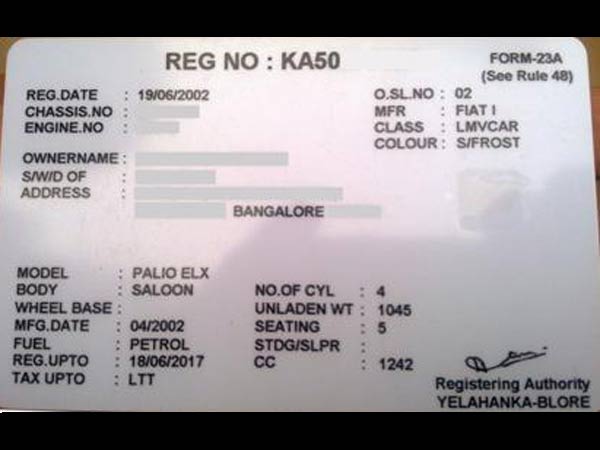 REG NO : KA50
FORM-23A
(See Rule 48)
REG.DATE : 19/06/2002 O.SL.NO : 02
CHASSIS.NO : MFR : FIAT I
ENGINE.NO : CLASS : LMVCAR
COLOUR : S/FROST
OWNERNAME :
S/W/D OF :
ADDRESS :
BANGALORE
MODEL : PALIO ELX
BODY : SALOON NO.OF CYL : 4
WHEEL BASE : UNLADEN WT : 1045
MFG.DATE : 04/2002 SEATING : 5
FUEL : PETROL STDG/SLPR :
REG.UPTO : 18/06/2017 CC : 1242
TAX UPTO : LTT
Registering Authority
YELAHANKA-BLORE